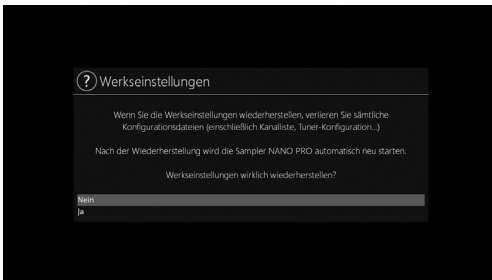 ? Werkseinstellungen
Wenn Sie die Werkseinstellungen wiederherstellen, verlieren Sie sämtliche
Konfigurationsdateien (einschließlich Kanalliste, Tuner-Konfiguration...)
Nach der Wiederherstellung wird die Sampler NANO PRO automatisch neu starten.
Werkseinstellungen wirklich wiederherstellen?
Nein
Ja